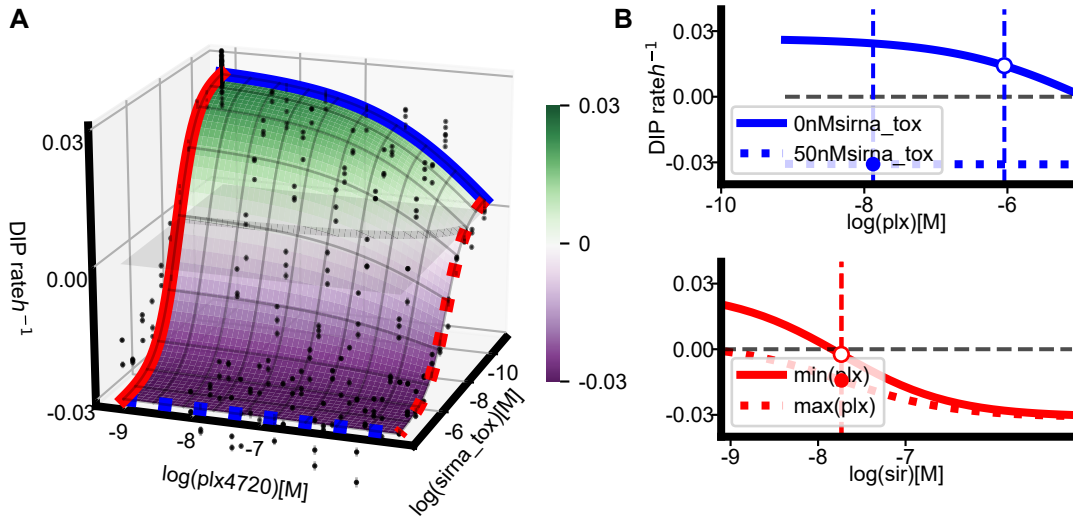 A
0.03
0.00
-0.03
DIP rateh⁻¹
-9
-8
-7
log(plx4720)[M]
-10
-8
-6
log(sirna_tox)[M]
0.03
0
-0.03
B
0.03
0.00
-0.03
DIP rateh⁻¹
0nMsirna_tox
50nMsirna_tox
-10
-8
-6
log(plx)[M]
0.03
0.00
-0.03
min(plx)
max(plx)
-9
-8
-7
log(sir)[M]